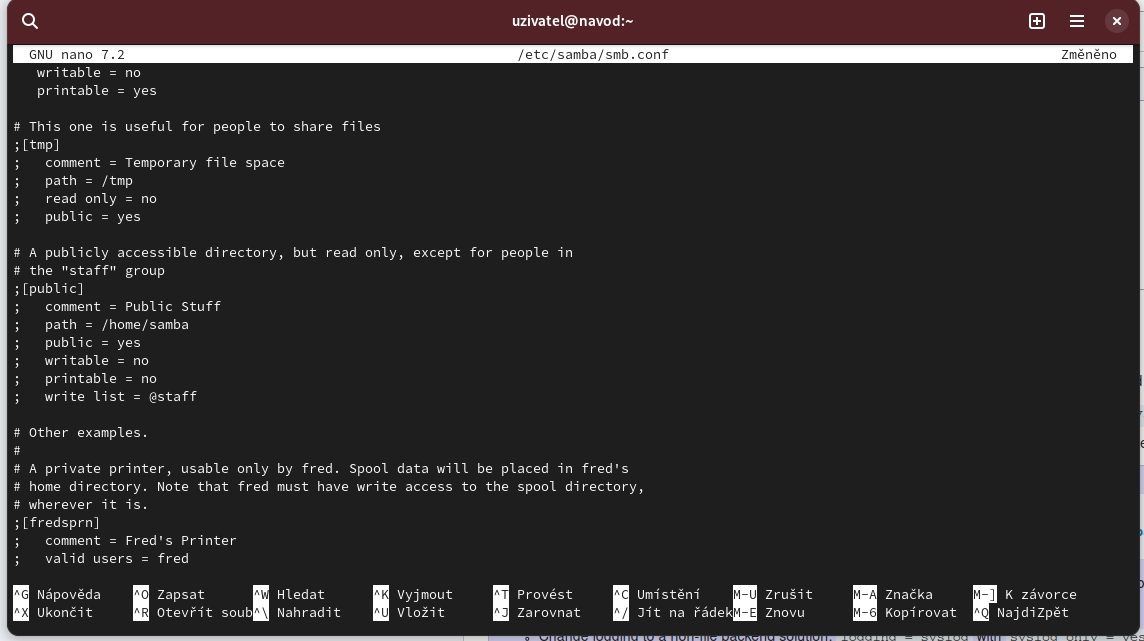 uzivatel@navod:~
GNU nano 7.2 /etc/samba/smb.conf Změněno
writable = no
printable = yes
# This one is useful for people to share files
;[tmp]
;   comment = Temporary file space
;   path = /tmp
;   read only = no
;   public = yes
# A publicly accessible directory, but read only, except for people in
# the "staff" group
;[public]
;   comment = Public Stuff
;   path = /home/samba
;   public = yes
;   writable = no
;   printable = no
;   write list = @staff
# Other examples.
#
# A private printer, usable only by fred. Spool data will be placed in fred's
# home directory. Note that fred must have write access to the spool directory,
# wherever it is.
;[fredsprn]
;   comment = Fred's Printer
;   valid users = fred
^G Nápověda ^O Zapsat ^W Hledat ^K Vyjmout ^T Provést ^C Umístění M-U Zrušit M-A Značka M-] K závorce
^X Ukončit ^R Otevřít soub ^\ Nahradit ^U Vložit ^J Zarovnat ^/ Jít na řádek M-E Znovu M-6 Kopírovat ^Q NajdiZpět